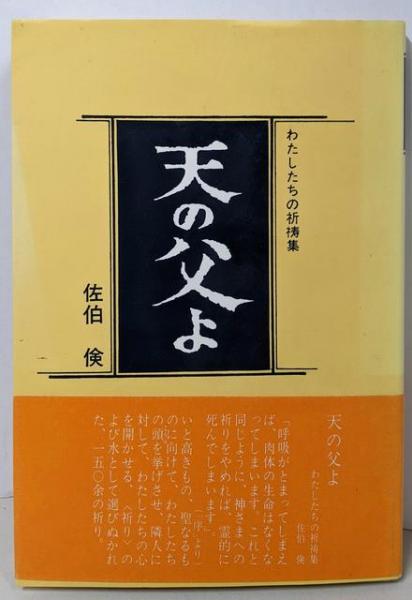 わたしたちの祈祷集
天の父よ
佐伯 倹
天の父よ
わたしたちの祈祷集
佐伯 倹
「呼吸がとまってしまえ
ば、肉体の生命はなくな
ってしまいます。これと
同じように、神さまへの
祈りをやめれば、霊的に
死んでしまいます」
（序より）
いと高きもの、聖なるも
のに向けて、わたしたち
の頭を挙げさせ、隣人に
対して、わたしたちの心
を開かせる、〈祈り〉の
よび水として選びぬかれ
た、一五〇余の祈り。